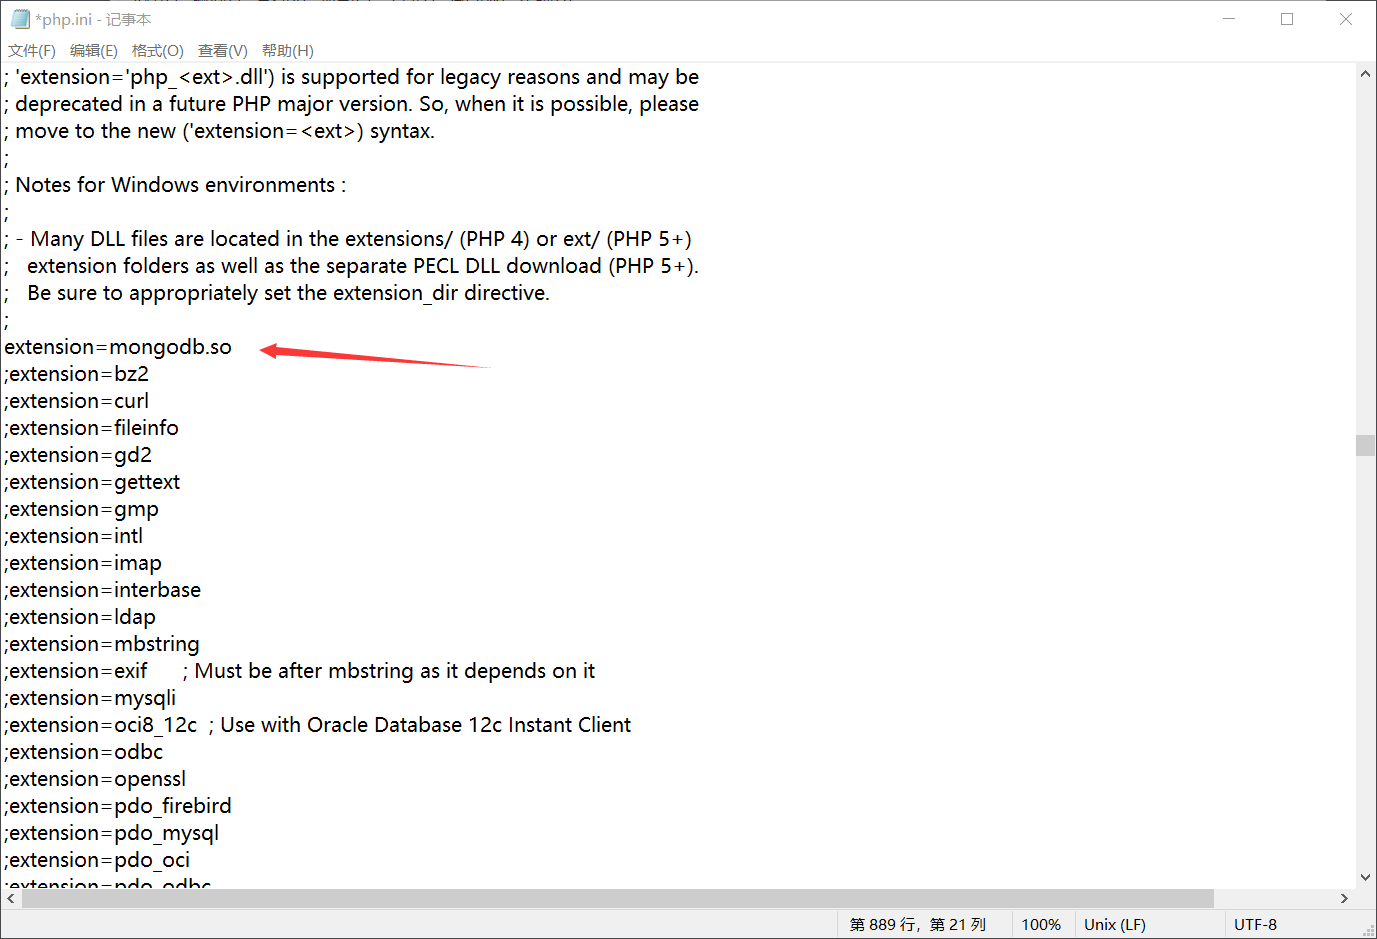 *php.ini - 记事本
文件(F) 编辑(E) 格式(O) 查看(V) 帮助(H)
; 'extension='php_<ext>.dll') is supported for legacy reasons and may be
; deprecated in a future PHP major version. So, when it is possible, please
; move to the new ('extension=<ext>) syntax.
;
; Notes for Windows environments :
;
; - Many DLL files are located in the extensions/ (PHP 4) or ext/ (PHP 5+)
;   extension folders as well as the separate PECL DLL download (PHP 5+).
;   Be sure to appropriately set the extension_dir directive.
;
extension=mongodb.so
;extension=bz2
;extension=curl
;extension=fileinfo
;extension=gd2
;extension=gettext
;extension=gmp
;extension=intl
;extension=imap
;extension=interbase
;extension=ldap
;extension=mbstring
;extension=exif      ; Must be after mbstring as it depends on it
;extension=mysqli
;extension=oci8_12c  ; Use with Oracle Database 12c Instant Client
;extension=odbc
;extension=openssl
;extension=pdo_firebird
;extension=pdo_mysql
;extension=pdo_oci
;extension=pdo_odbc
第 889 行，第 21 列 100% Unix (LF) UTF-8